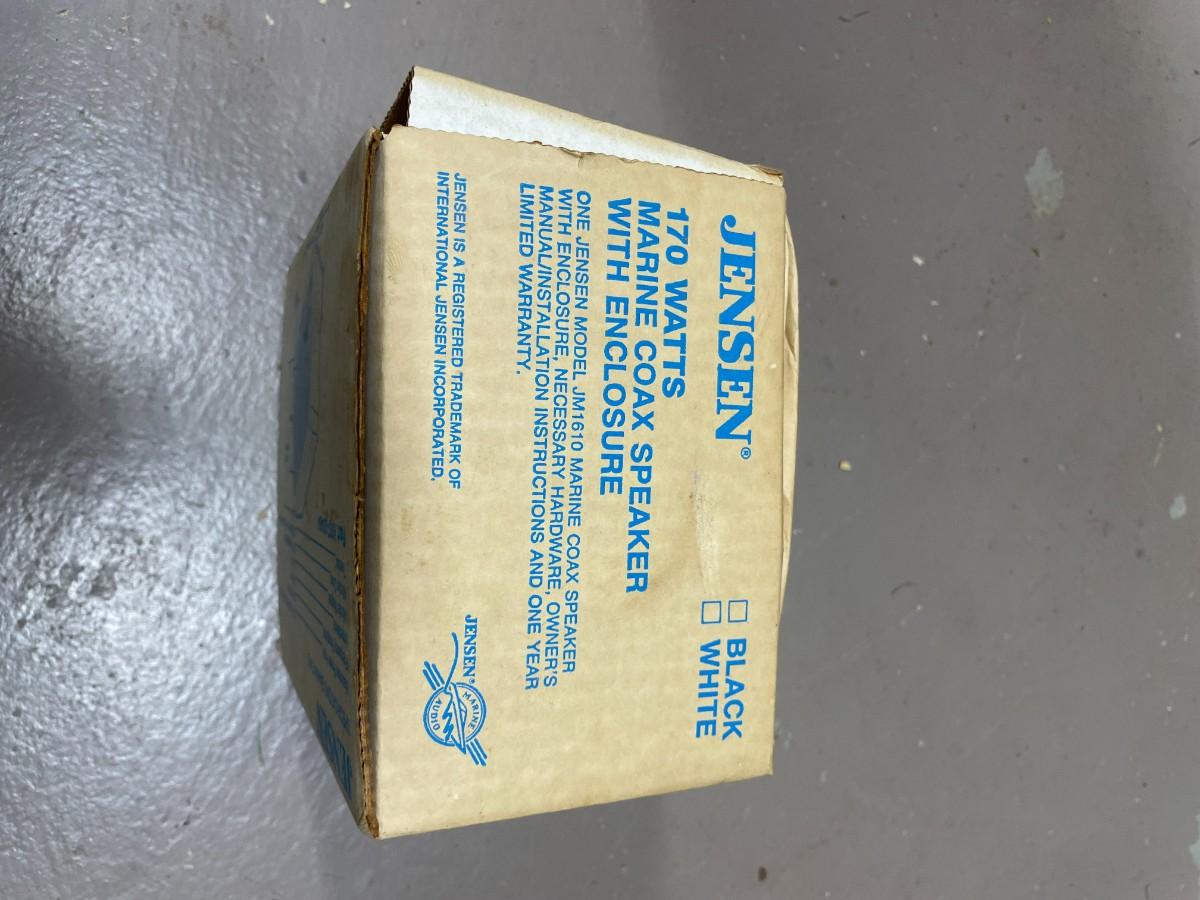 JENSEN®
☐ BLACK
☐ WHITE
170 WATTS
MARINE COAX SPEAKER
WITH ENCLOSURE
ONE JENSEN MODEL JM1610 MARINE COAX SPEAKER
WITH ENCLOSURE, NECESSARY HARDWARE, OWNER'S
MANUAL/INSTALLATION INSTRUCTIONS AND ONE YEAR
LIMITED WARRANTY.
JENSEN IS A REGISTERED TRADEMARK OF
INTERNATIONAL JENSEN INCORPORATED.
JENSEN®
MARINE
AUDIO